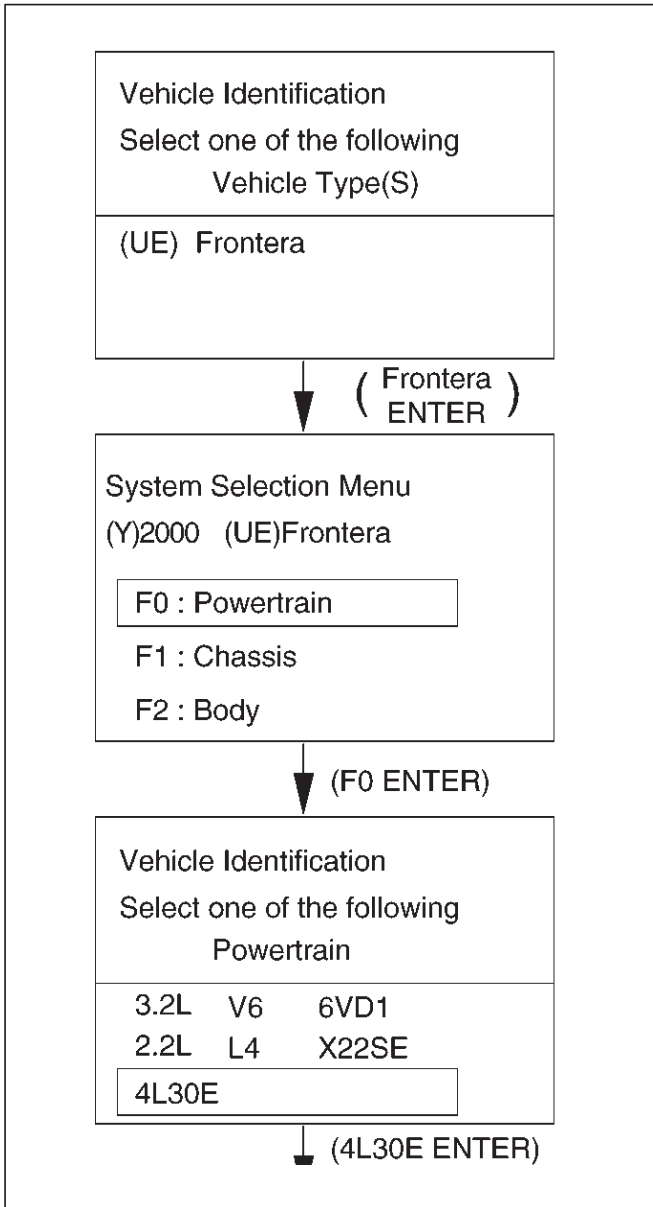 Vehicle Identification
Select one of the following
Vehicle Type(S)
(UE) Frontera
( Frontera
ENTER )
System Selection Menu
(Y)2000 (UE)Frontera
F0 : Powertrain
F1 : Chassis
F2 : Body
(F0 ENTER)
Vehicle Identification
Select one of the following
Powertrain
3.2L V6 6VD1
2.2L L4 X22SE
4L30E
(4L30E ENTER)